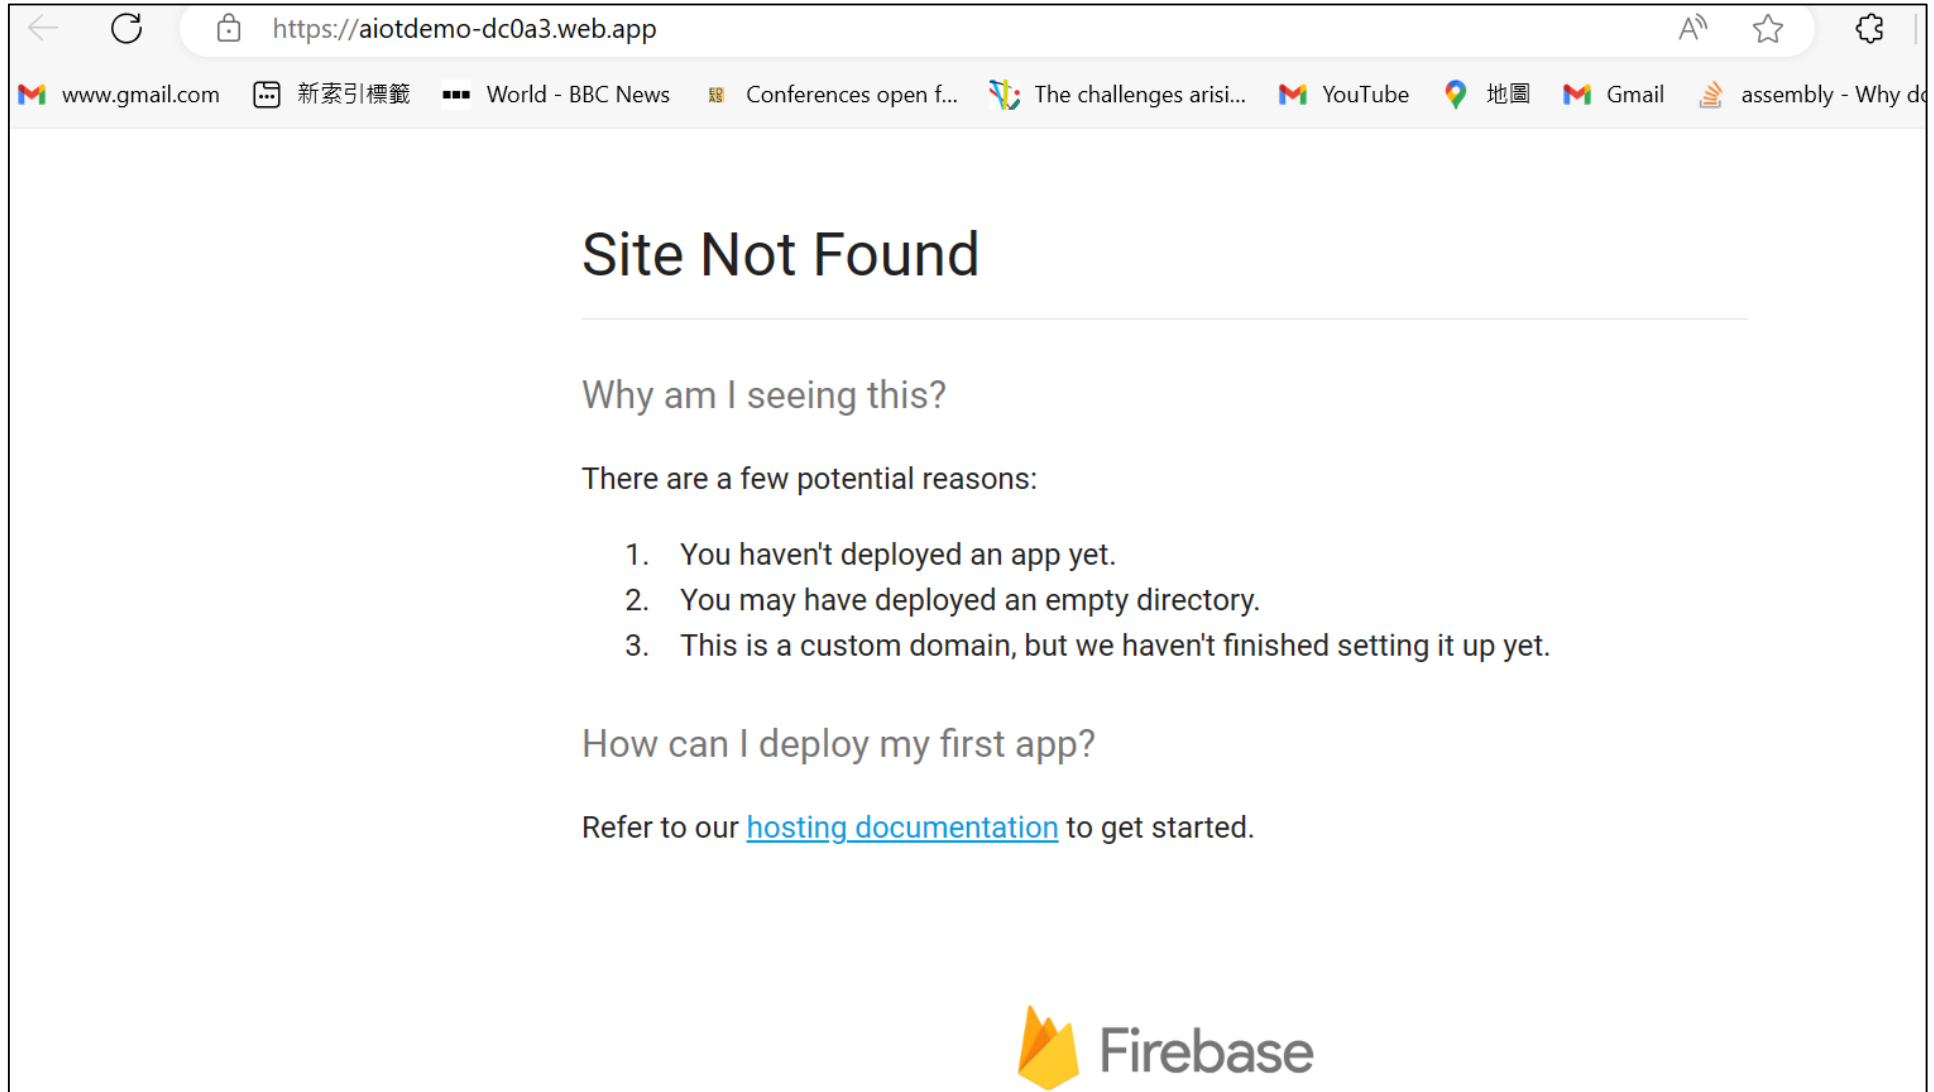 https://aiotdemo-dc0a3.web.app
www.gmail.com 新索引標籤 World - BBC News Conferences open f... The challenges arisi... YouTube 地圖 Gmail assembly - Why do
Site Not Found
Why am I seeing this?
There are a few potential reasons:
1. You haven't deployed an app yet.
2. You may have deployed an empty directory.
3. This is a custom domain, but we haven't finished setting it up yet.
How can I deploy my first app?
Refer to our hosting documentation to get started.
Firebase